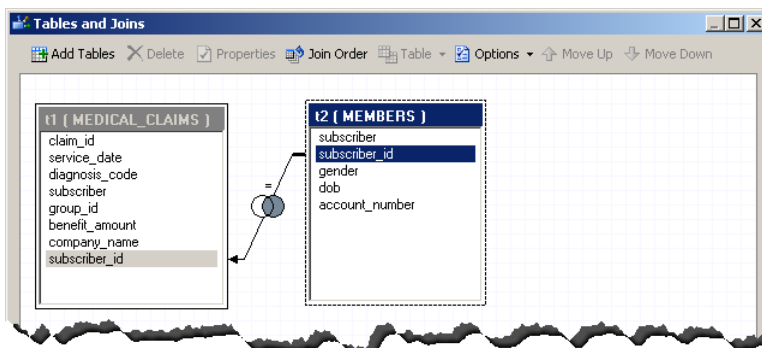 Tables and Joins
Add Tables Delete Properties Join Order Table Options Move Up Move Down
t1 ( MEDICAL_CLAIMS )
claim_id
service_date
diagnosis_code
subscriber
group_id
benefit_amount
company_name
subscriber_id
=
t2 ( MEMBERS )
subscriber
subscriber_id
gender
dob
account_number